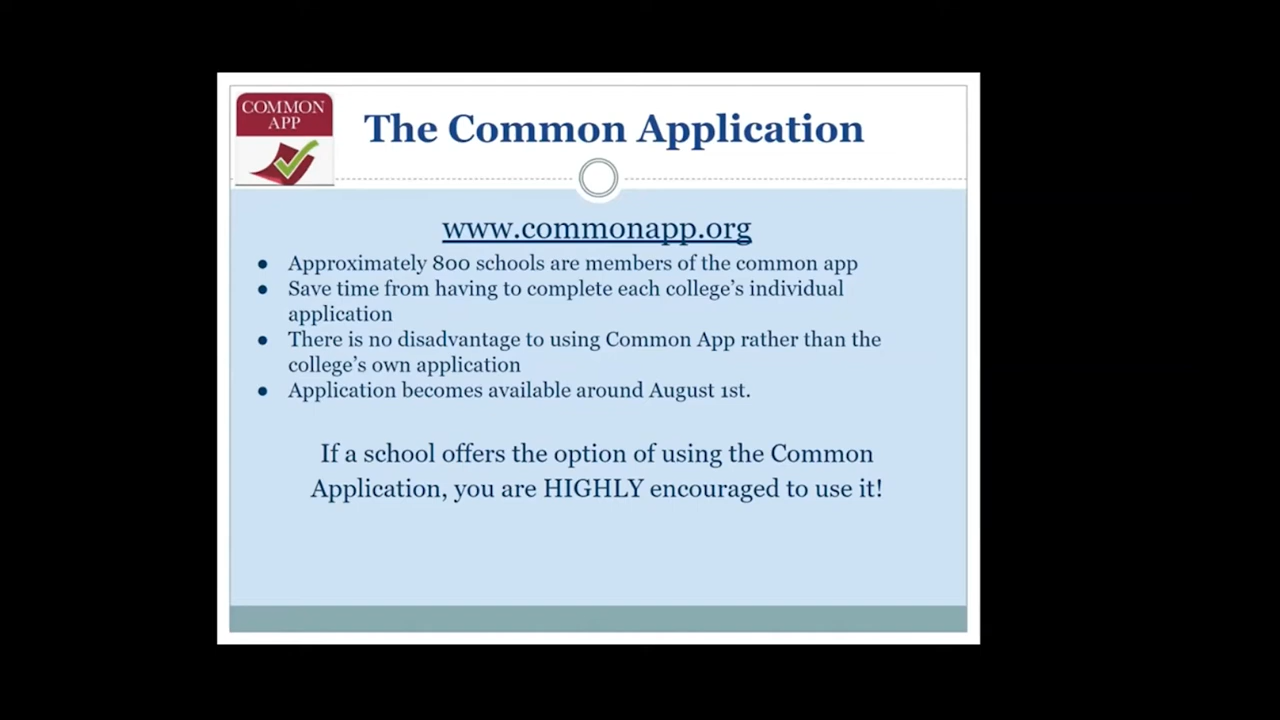 COMMON
APP
The Common Application
www.commonapp.org
● Approximately 800 schools are members of the common app
● Save time from having to complete each college’s individual
application
● There is no disadvantage to using Common App rather than the
college’s own application
● Application becomes available around August 1st.
If a school offers the option of using the Common
Application, you are HIGHLY encouraged to use it!